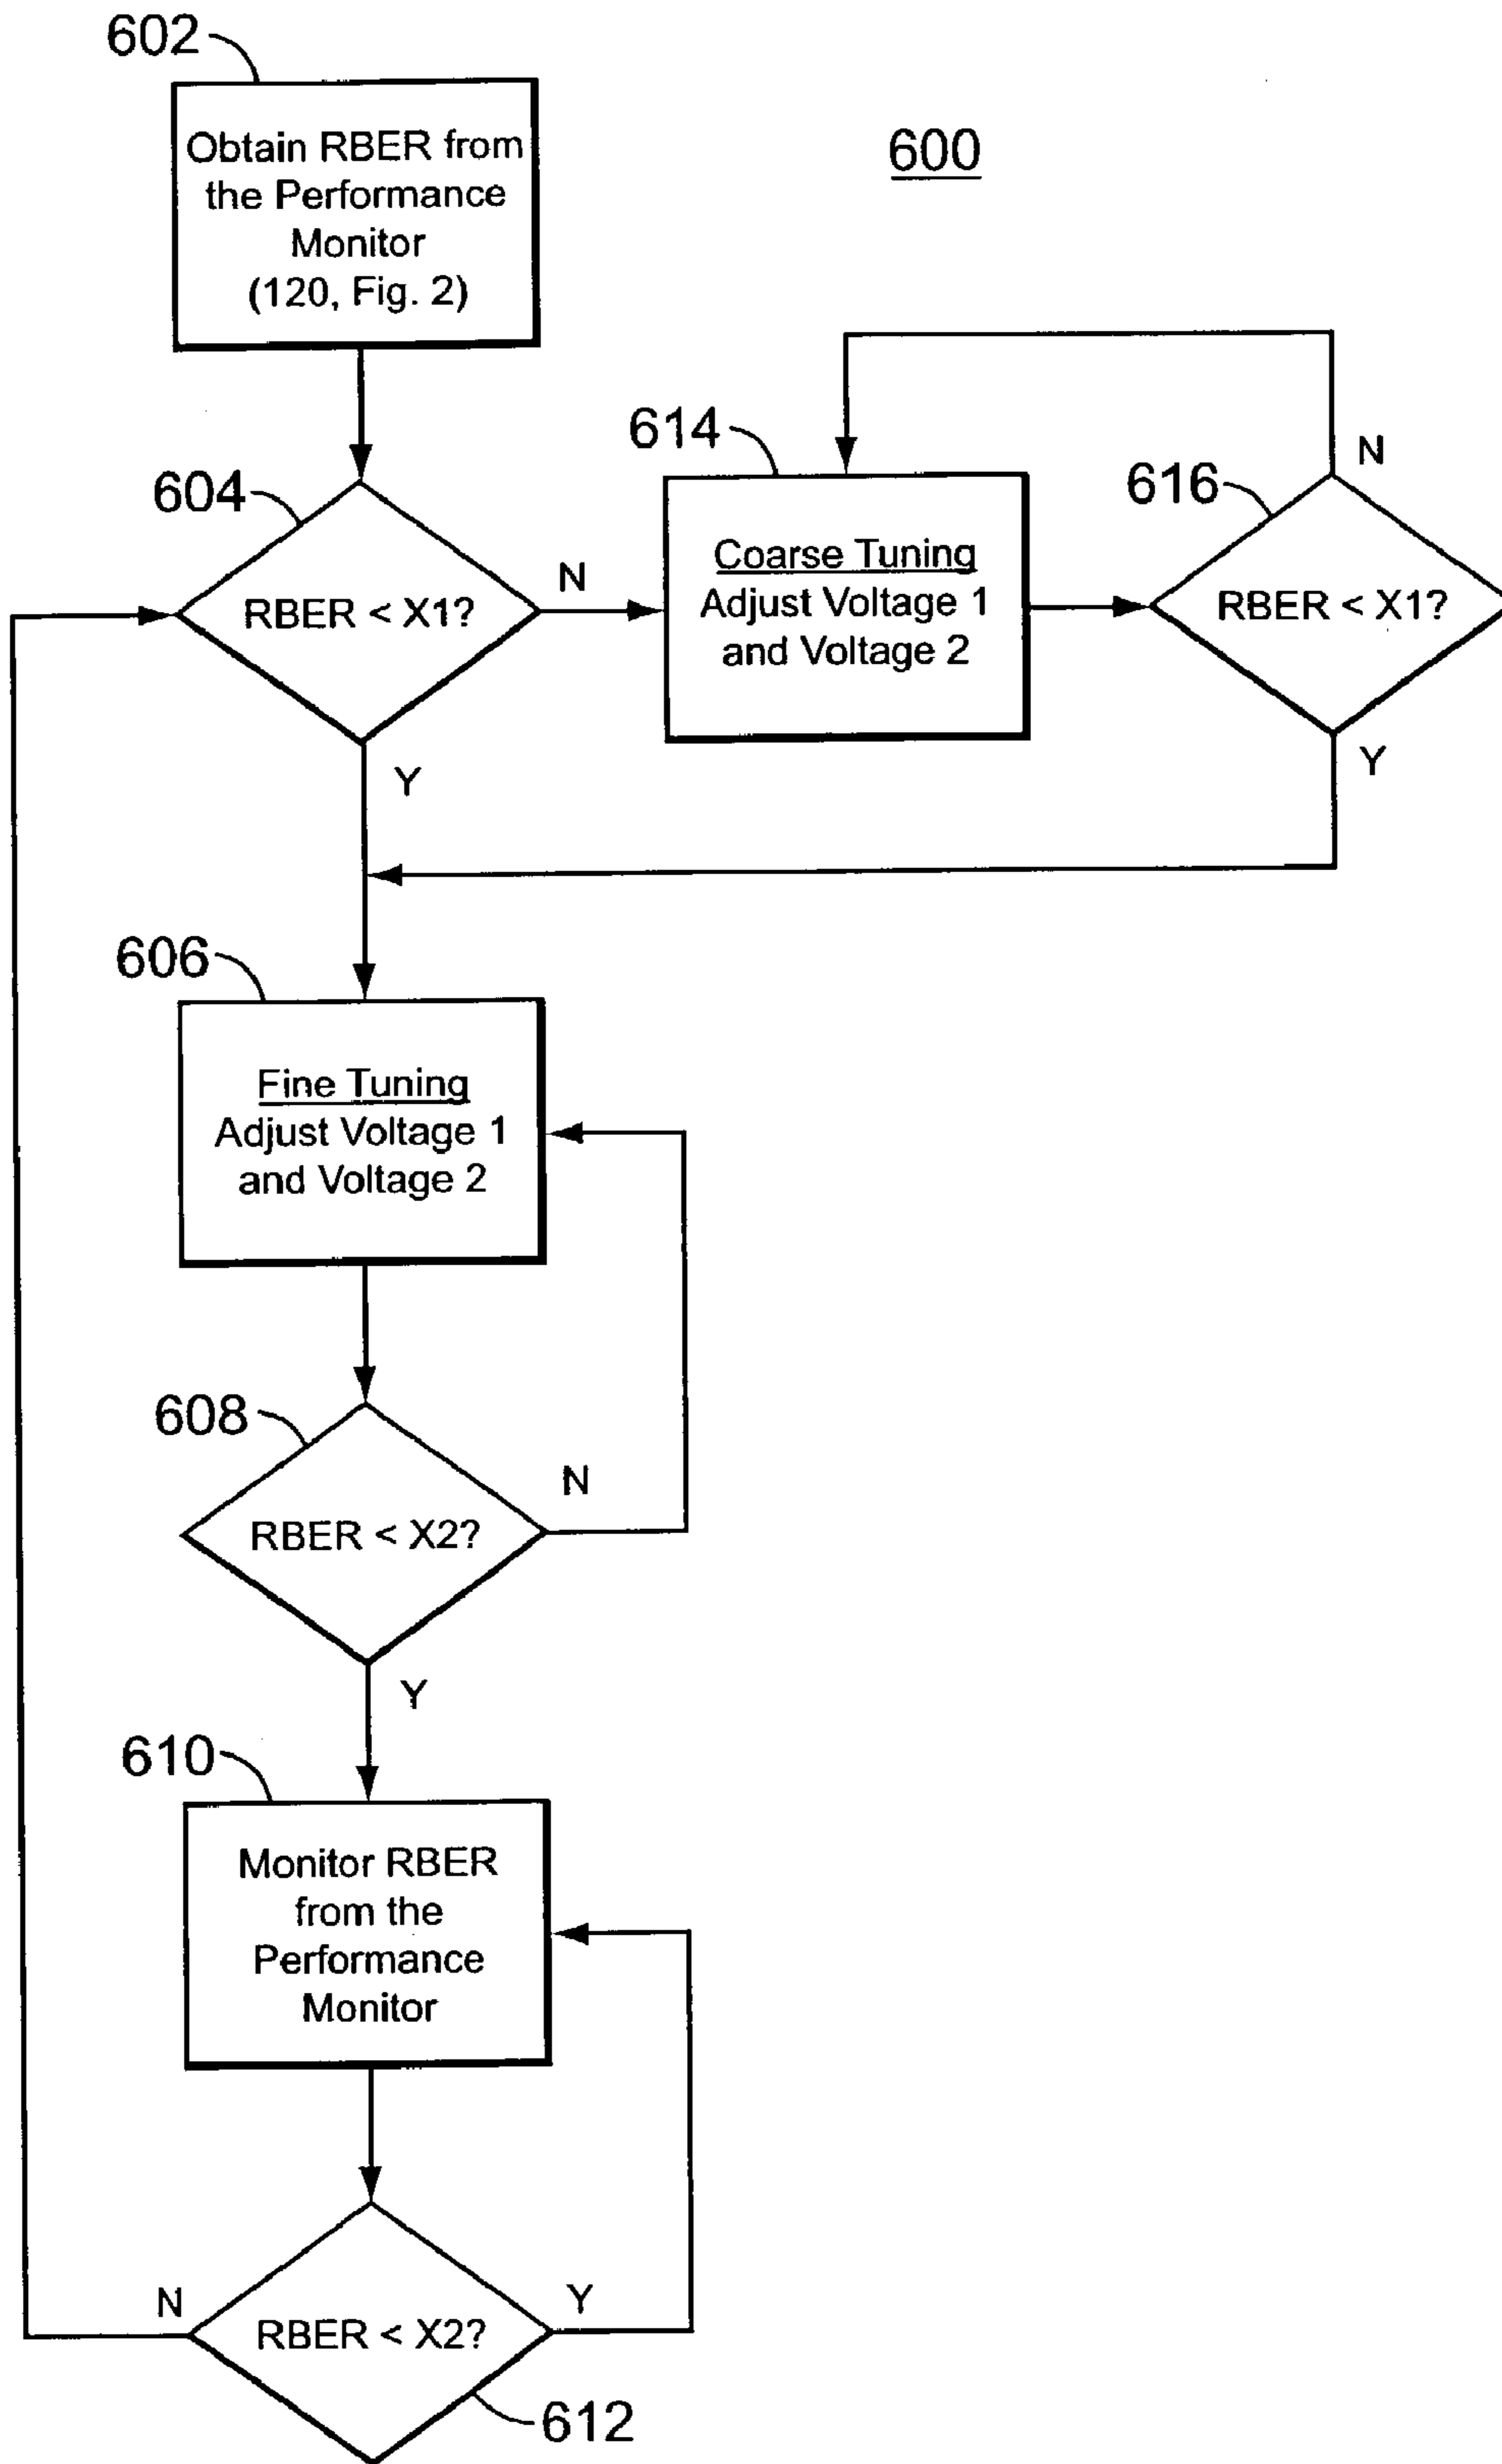 602
Obtain RBER from
the Performance
Monitor
(120, Fig. 2)
600
604
RBER < X1?
N
Y
614
Coarse Tuning
Adjust Voltage 1
and Voltage 2
616
RBER < X1?
N
Y
606
Fine Tuning
Adjust Voltage 1
and Voltage 2
608
RBER < X2?
N
Y
610
Monitor RBER
from the
Performance
Monitor
N
RBER < X2?
Y
612